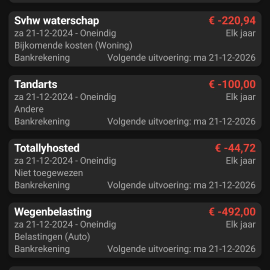 Svhw waterschap € -220,94
za 21-12-2024 - Oneindig Elk jaar
Bijkomende kosten (Woning)
Bankrekening Volgende uitvoering: ma 21-12-2026
Tandarts € -100,00
za 21-12-2024 - Oneindig Elk jaar
Andere
Bankrekening Volgende uitvoering: ma 21-12-2026
Totallyhosted € -44,72
za 21-12-2024 - Oneindig Elk jaar
Niet toegewezen
Bankrekening Volgende uitvoering: ma 21-12-2026
Wegenbelasting € -492,00
za 21-12-2024 - Oneindig Elk jaar
Belastingen (Auto)
Bankrekening Volgende uitvoering: ma 21-12-2026